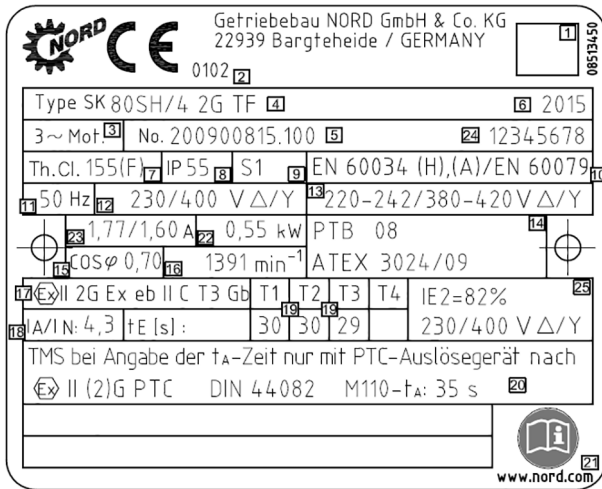 NORD CE Getriebebau NORD GmbH & Co. KG 1
22939 Bargteheide / GERMANY
0102 2
08513450
Type SK 80SH/4 2G TF 4 6 2015
3~ Mot. 3 No. 200900815.100 5 24 12345678
Th.Cl. 155(F) 7 IP 55 8 S1 9 EN 60034 (H),(A)/EN 60079 10
11 50 Hz 12 230/400 V Δ/Y 13 220-242/380-420V Δ/Y
23 1,77/1,60 A 22 0,55 kW PTB 08 14
15 COSφ 0,70 16 1391 min⁻¹ ATEX 3024/09
17 Ex II 2G Ex eb II C T3 Gb T1 T2 T3 T4 IE2=82% 25
19 19
18 IA/IN: 4,3 tE [s] : 30 30 29 230/400 V Δ/Y
TMS bei Angabe der tA-Zeit nur mit PTC-Auslösegerät nach
Ex II (2)G PTC DIN 44082 M110-tA: 35 s 20
i
21
www.nord.com